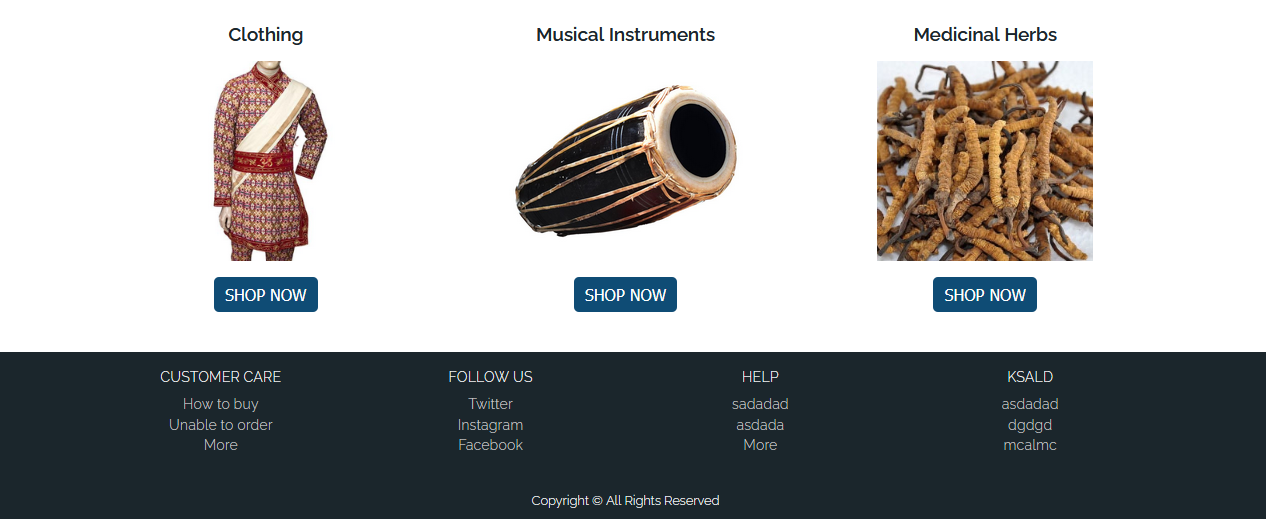 Clothing
Musical Instruments
Medicinal Herbs
SHOP NOW
SHOP NOW
SHOP NOW
CUSTOMER CARE
How to buy
Unable to order
More
FOLLOW US
Twitter
Instagram
Facebook
HELP
sadadad
asdada
More
KSALD
asdadad
dgdgd
mcalmc
Copyright © All Rights Reserved